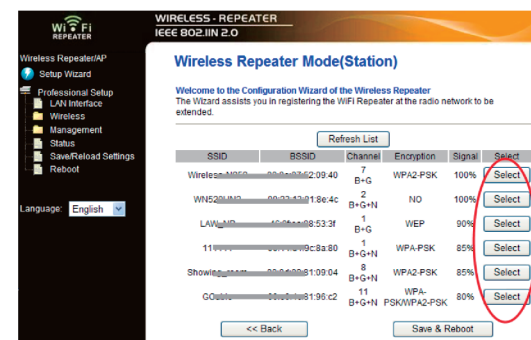 Wi Fi
REPEATER
WIRELESS - REPEATER
IEEE 802.11N 2.0
Wireless Repeater/AP
Setup Wizard
Professional Setup
LAN Interface
Wireless
Management
Status
Save/Reload Settings
Reboot
Language: English
Wireless Repeater Mode(Station)
Welcome to the Configuration Wizard of the Wireless Repeater
The Wizard assists you in registering the WiFi Repeater at the radio network to be
extended.
Refresh List
SSID BSSID Channel Encryption Signal Select
7 B+G WPA2-PSK 100% Select
2 B+G+N NO 100% Select
1 B+G WEP 90% Select
1 B+G+N WPA-PSK 85% Select
8 B+G+N WPA2-PSK 85% Select
11 B+G+N WPA-PSK/WPA2-PSK 80% Select
<< Back Save & Reboot